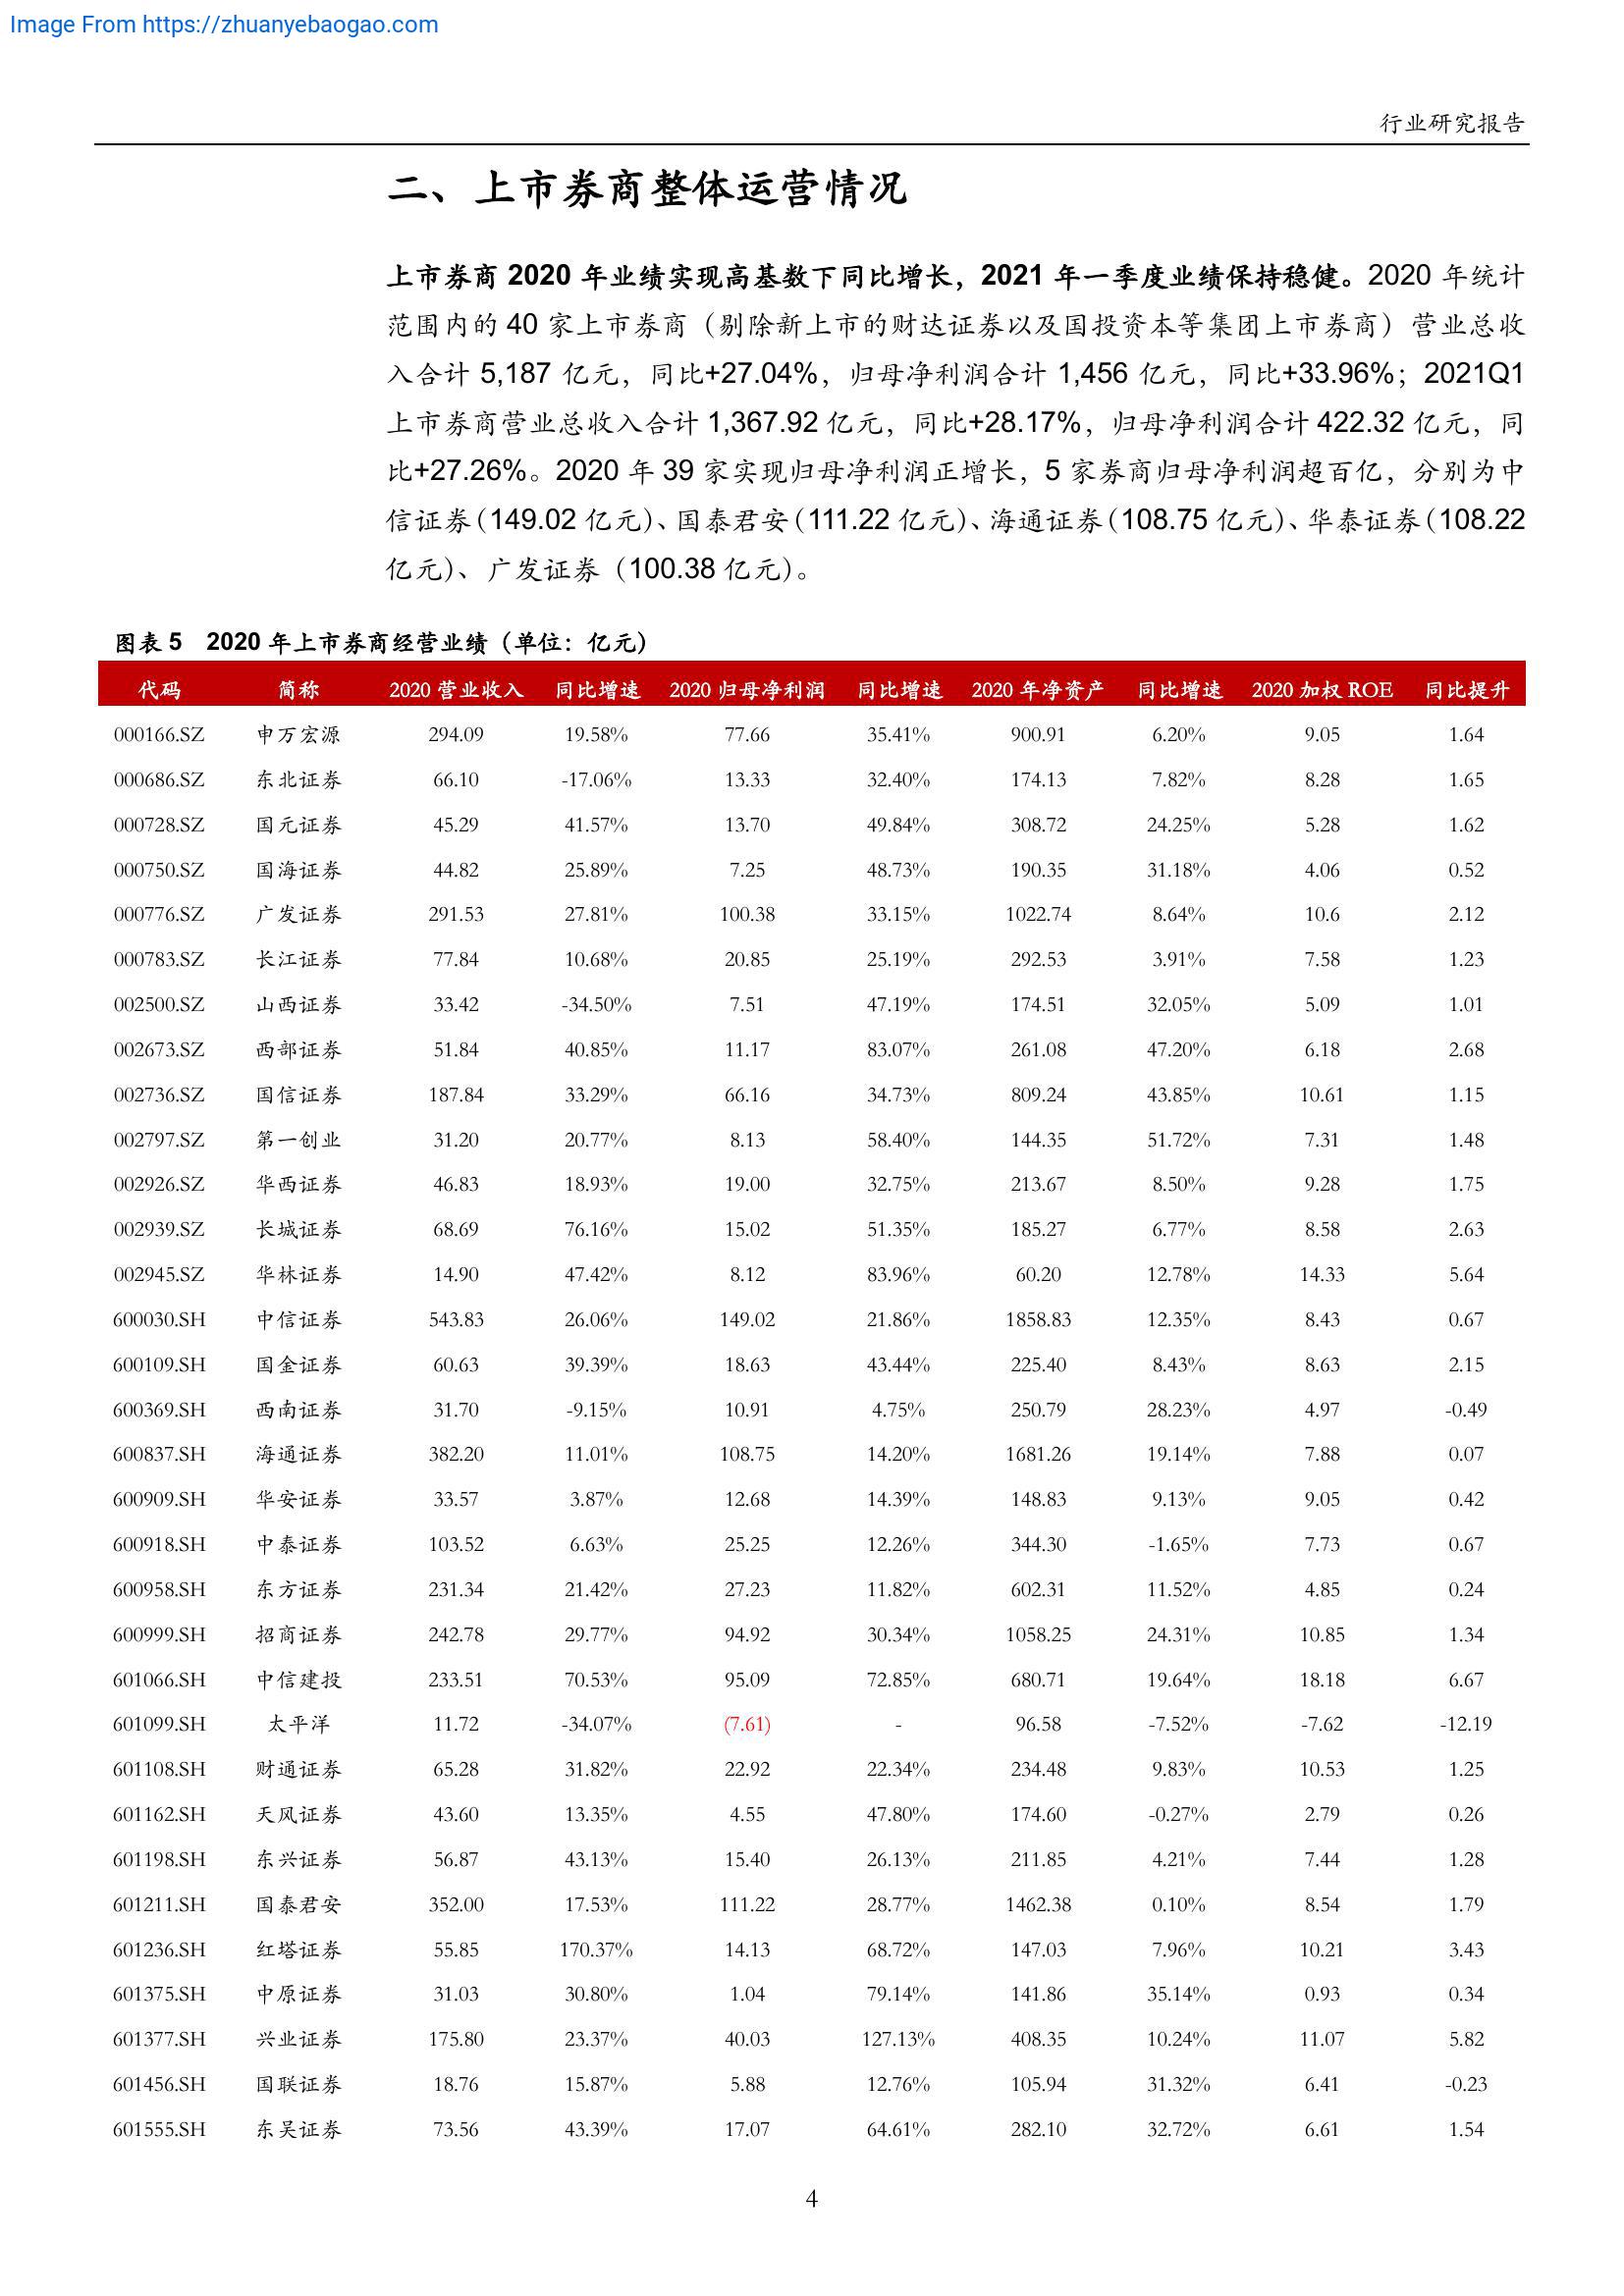 Image From https://zhuanyebaogao.com
行业研究报告
二、上市券商整体运营情况
上市券商 2020 年业绩实现高基数下同比增长，2021 年一季度业绩保持稳健。2020 年统计
范围内的 40 家上市券商（剔除新上市的财达证券以及国投资本等集团上市券商）营业总收
入合计 5,187 亿元，同比+27.04%，归母净利润合计 1,456 亿元，同比+33.96%；2021Q1
上市券商营业总收入合计 1,367.92 亿元，同比+28.17%，归母净利润合计 422.32 亿元，同
比+27.26%。2020 年 39 家实现归母净利润正增长，5 家券商归母净利润超百亿，分别为中
信证券（149.02 亿元）、国泰君安（111.22 亿元）、海通证券（108.75 亿元）、华泰证券（108.22
亿元）、广发证券（100.38 亿元）。
图表 5 2020 年上市券商经营业绩（单位：亿元）
代码 简称 2020 营业收入 同比增速 2020 归母净利润 同比增速 2020 年净资产 同比增速 2020 加权 ROE 同比提升
000166.SZ 申万宏源 294.09 19.58% 77.66 35.41% 900.91 6.20% 9.05 1.64
000686.SZ 东北证券 66.10 -17.06% 13.33 32.40% 174.13 7.82% 8.28 1.65
000728.SZ 国元证券 45.29 41.57% 13.70 49.84% 308.72 24.25% 5.28 1.62
000750.SZ 国海证券 44.82 25.89% 7.25 48.73% 190.35 31.18% 4.06 0.52
000776.SZ 广发证券 291.53 27.81% 100.38 33.15% 1022.74 8.64% 10.6 2.12
000783.SZ 长江证券 77.84 10.68% 20.85 25.19% 292.53 3.91% 7.58 1.23
002500.SZ 山西证券 33.42 -34.50% 7.51 47.19% 174.51 32.05% 5.09 1.01
002673.SZ 西部证券 51.84 40.85% 11.17 83.07% 261.08 47.20% 6.18 2.68
002736.SZ 国信证券 187.84 33.29% 66.16 34.73% 809.24 43.85% 10.61 1.15
002797.SZ 第一创业 31.20 20.77% 8.13 58.40% 144.35 51.72% 7.31 1.48
002926.SZ 华西证券 46.83 18.93% 19.00 32.75% 213.67 8.50% 9.28 1.75
002939.SZ 长城证券 68.69 76.16% 15.02 51.35% 185.27 6.77% 8.58 2.63
002945.SZ 华林证券 14.90 47.42% 8.12 83.96% 60.20 12.78% 14.33 5.64
600030.SH 中信证券 543.83 26.06% 149.02 21.86% 1858.83 12.35% 8.43 0.67
600109.SH 国金证券 60.63 39.39% 18.63 43.44% 225.40 8.43% 8.63 2.15
600369.SH 西南证券 31.70 -9.15% 10.91 4.75% 250.79 28.23% 4.97 -0.49
600837.SH 海通证券 382.20 11.01% 108.75 14.20% 1681.26 19.14% 7.88 0.07
600909.SH 华安证券 33.57 3.87% 12.68 14.39% 148.83 9.13% 9.05 0.42
600918.SH 中泰证券 103.52 6.63% 25.25 12.26% 344.30 -1.65% 7.73 0.67
600958.SH 东方证券 231.34 21.42% 27.23 11.82% 602.31 11.52% 4.85 0.24
600999.SH 招商证券 242.78 29.77% 94.92 30.34% 1058.25 24.31% 10.85 1.34
601066.SH 中信建投 233.51 70.53% 95.09 72.85% 680.71 19.64% 18.18 6.67
601099.SH 太平洋 11.72 -34.07% (7.61) - 96.58 -7.52% -7.62 -12.19
601108.SH 财通证券 65.28 31.82% 22.92 22.34% 234.48 9.83% 10.53 1.25
601162.SH 天风证券 43.60 13.35% 4.55 47.80% 174.60 -0.27% 2.79 0.26
601198.SH 东兴证券 56.87 43.13% 15.40 26.13% 211.85 4.21% 7.44 1.28
601211.SH 国泰君安 352.00 17.53% 111.22 28.77% 1462.38 0.10% 8.54 1.79
601236.SH 红塔证券 55.85 170.37% 14.13 68.72% 147.03 7.96% 10.21 3.43
601375.SH 中原证券 31.03 30.80% 1.04 79.14% 141.86 35.14% 0.93 0.34
601377.SH 兴业证券 175.80 23.37% 40.03 127.13% 408.35 10.24% 11.07 5.82
601456.SH 国联证券 18.76 15.87% 5.88 12.76% 105.94 31.32% 6.41 -0.23
601555.SH 东吴证券 73.56 43.39% 17.07 64.61% 282.10 32.72% 6.61 1.54
4